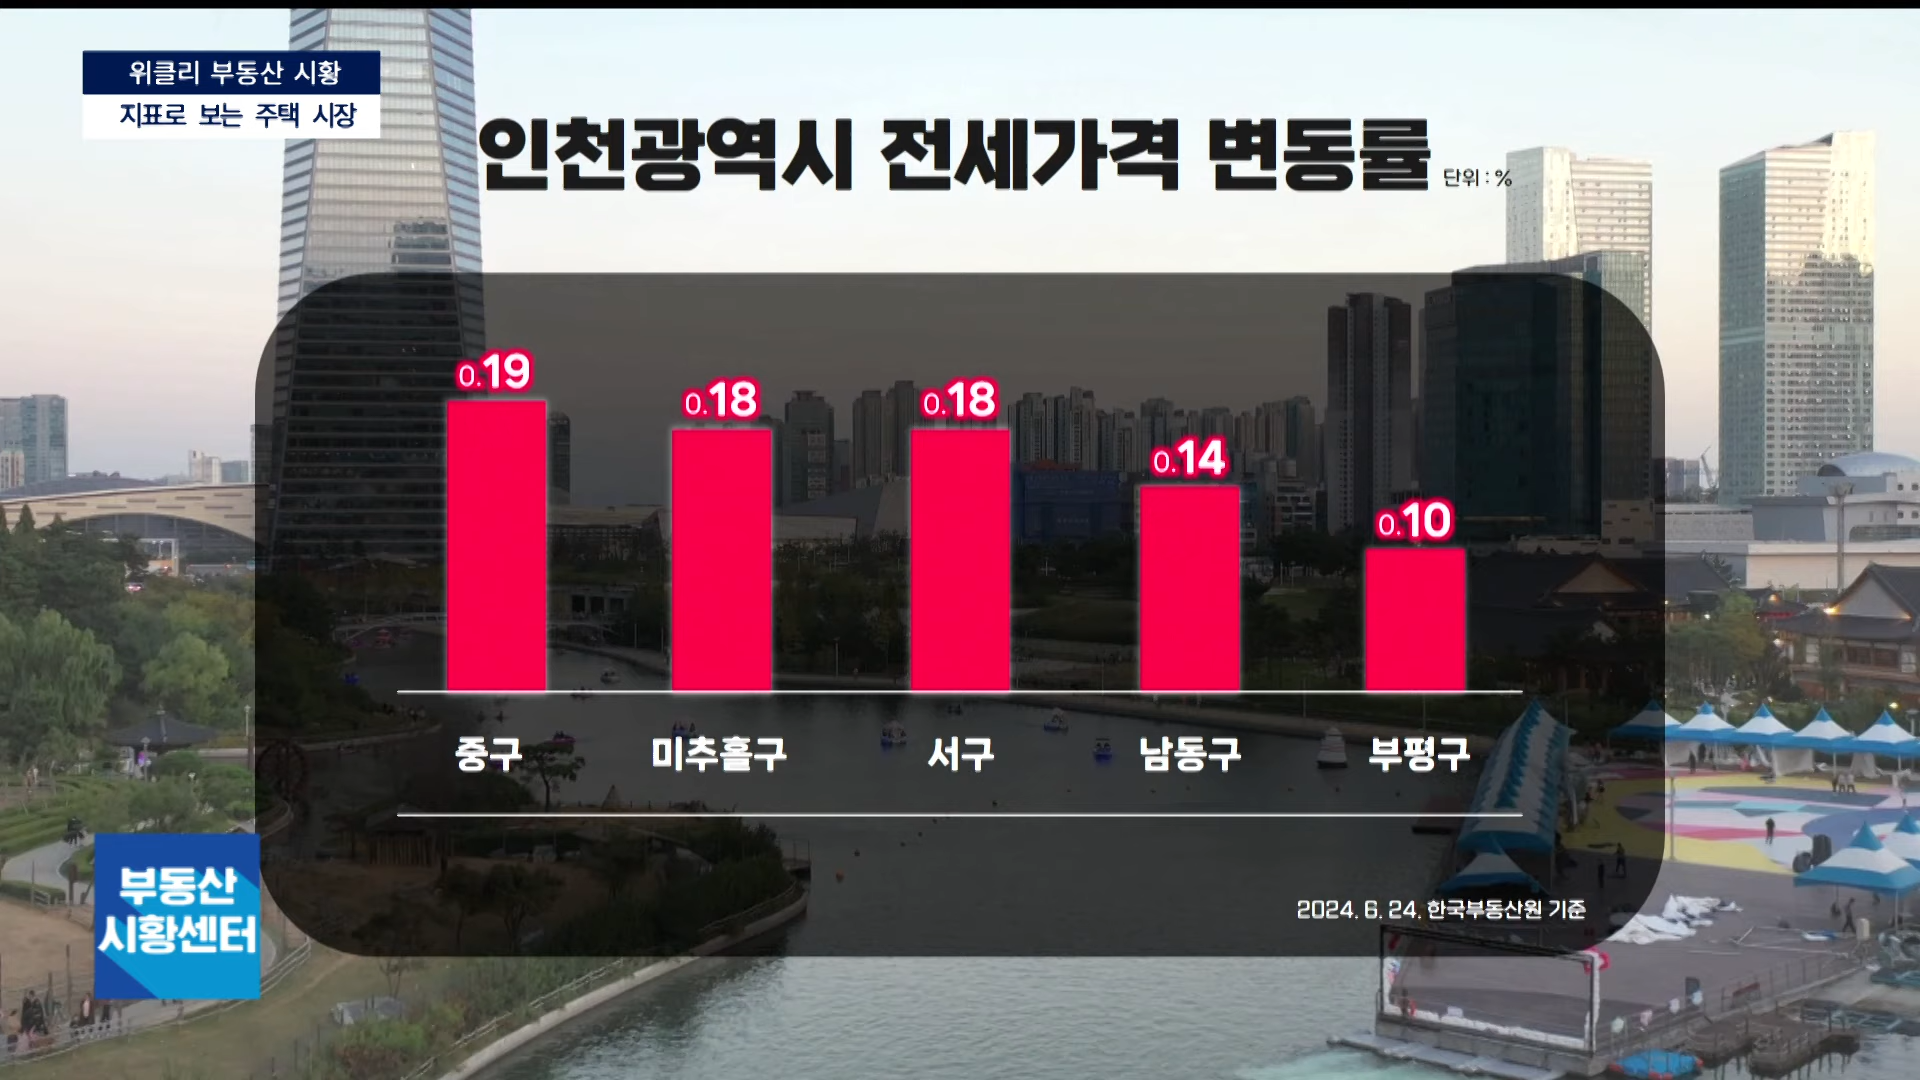 위클리 부동산 시황
지표로 보는 주택 시장
인천광역시 전세가격 변동률 단위 : %
0.19 0.18 0.18 0.14 0.10
중구 미추홀구 서구 남동구 부평구
2024. 6. 24. 한국부동산원 기준
부동산
시황센터